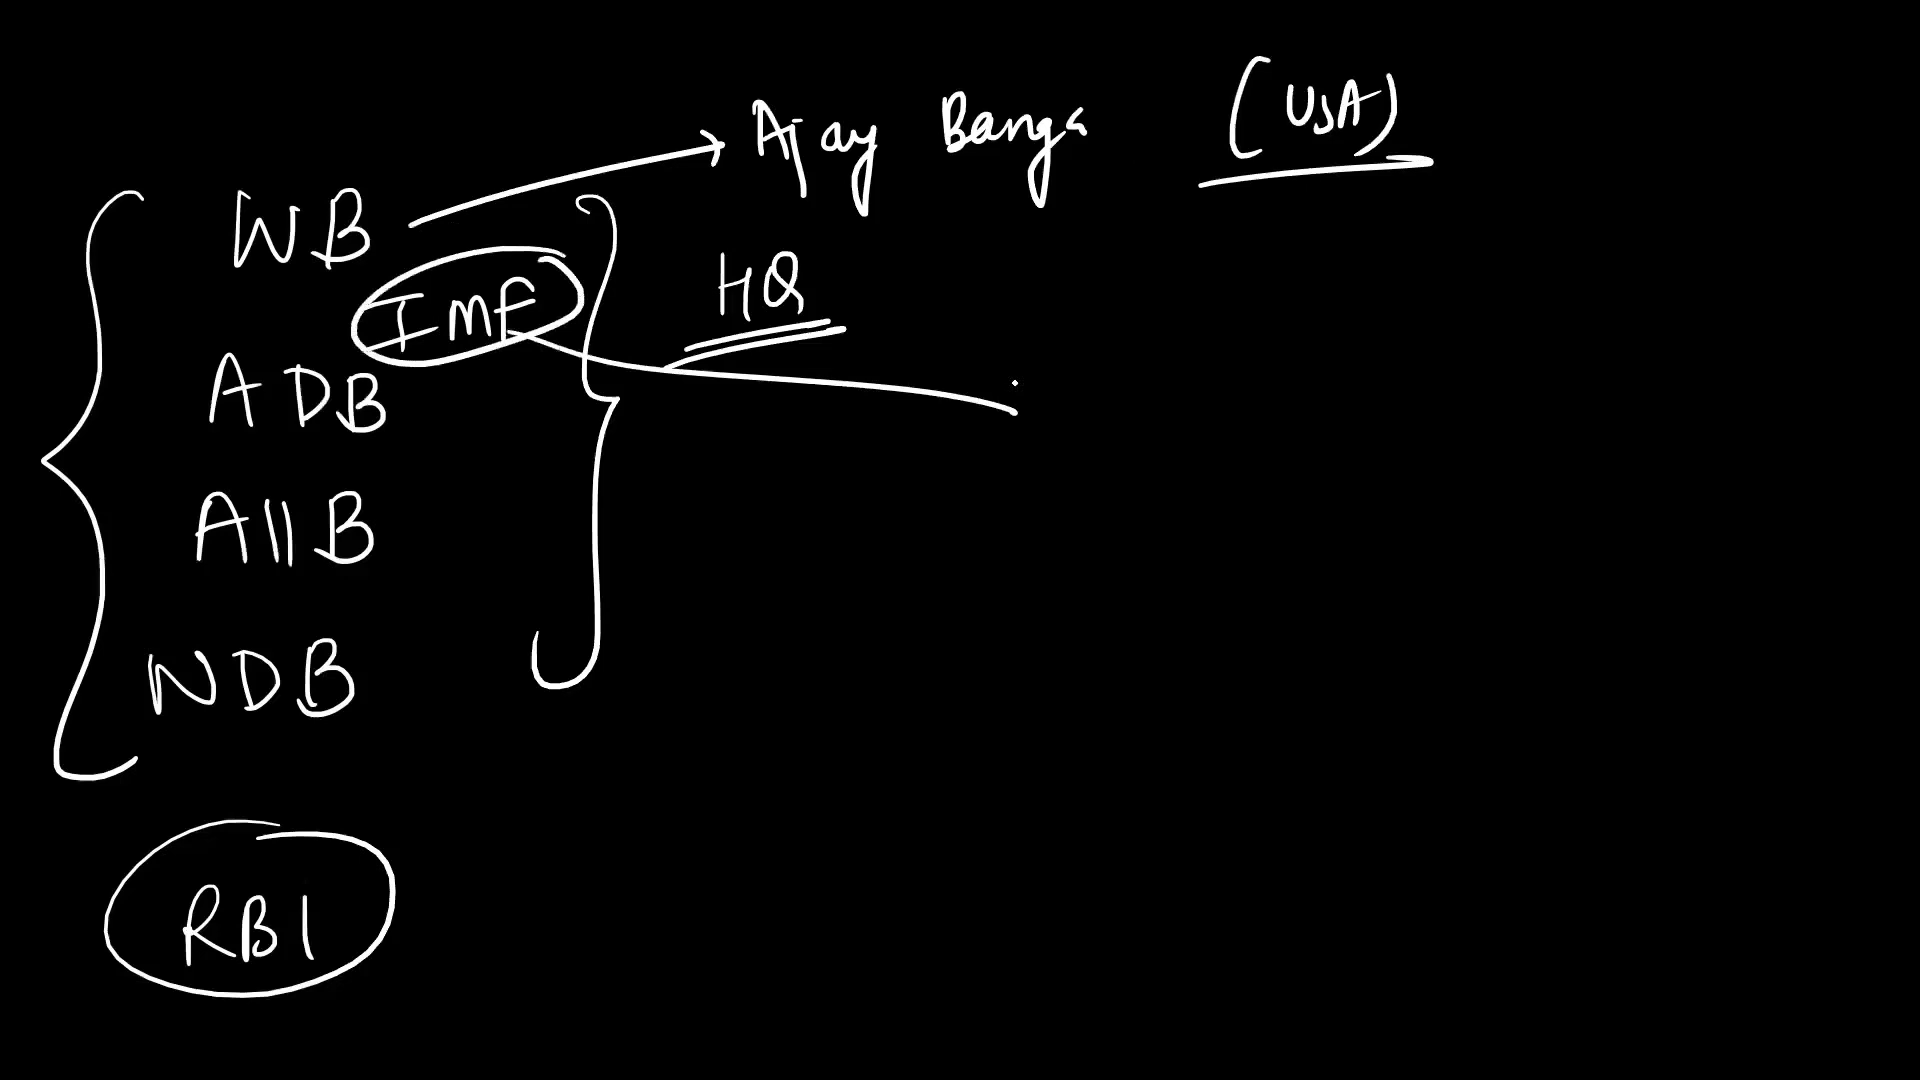 WB → Ajay Banga (USA)
IMF
HQ
ADB
AIIB
NDB
RBI